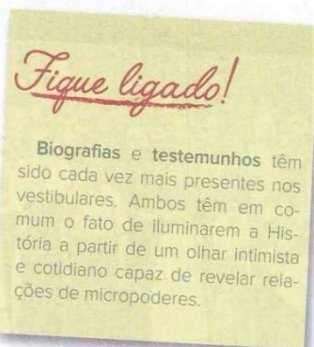 Fique ligado!
Biografias e testemunhos têm
sido cada vez mais presentes nos
vestibulares. Ambos têm em co-
mum o fato de iluminarem a His-
tória a partir de um olhar intimista
e cotidiano capaz de revelar rela-
ções de micropoderes.